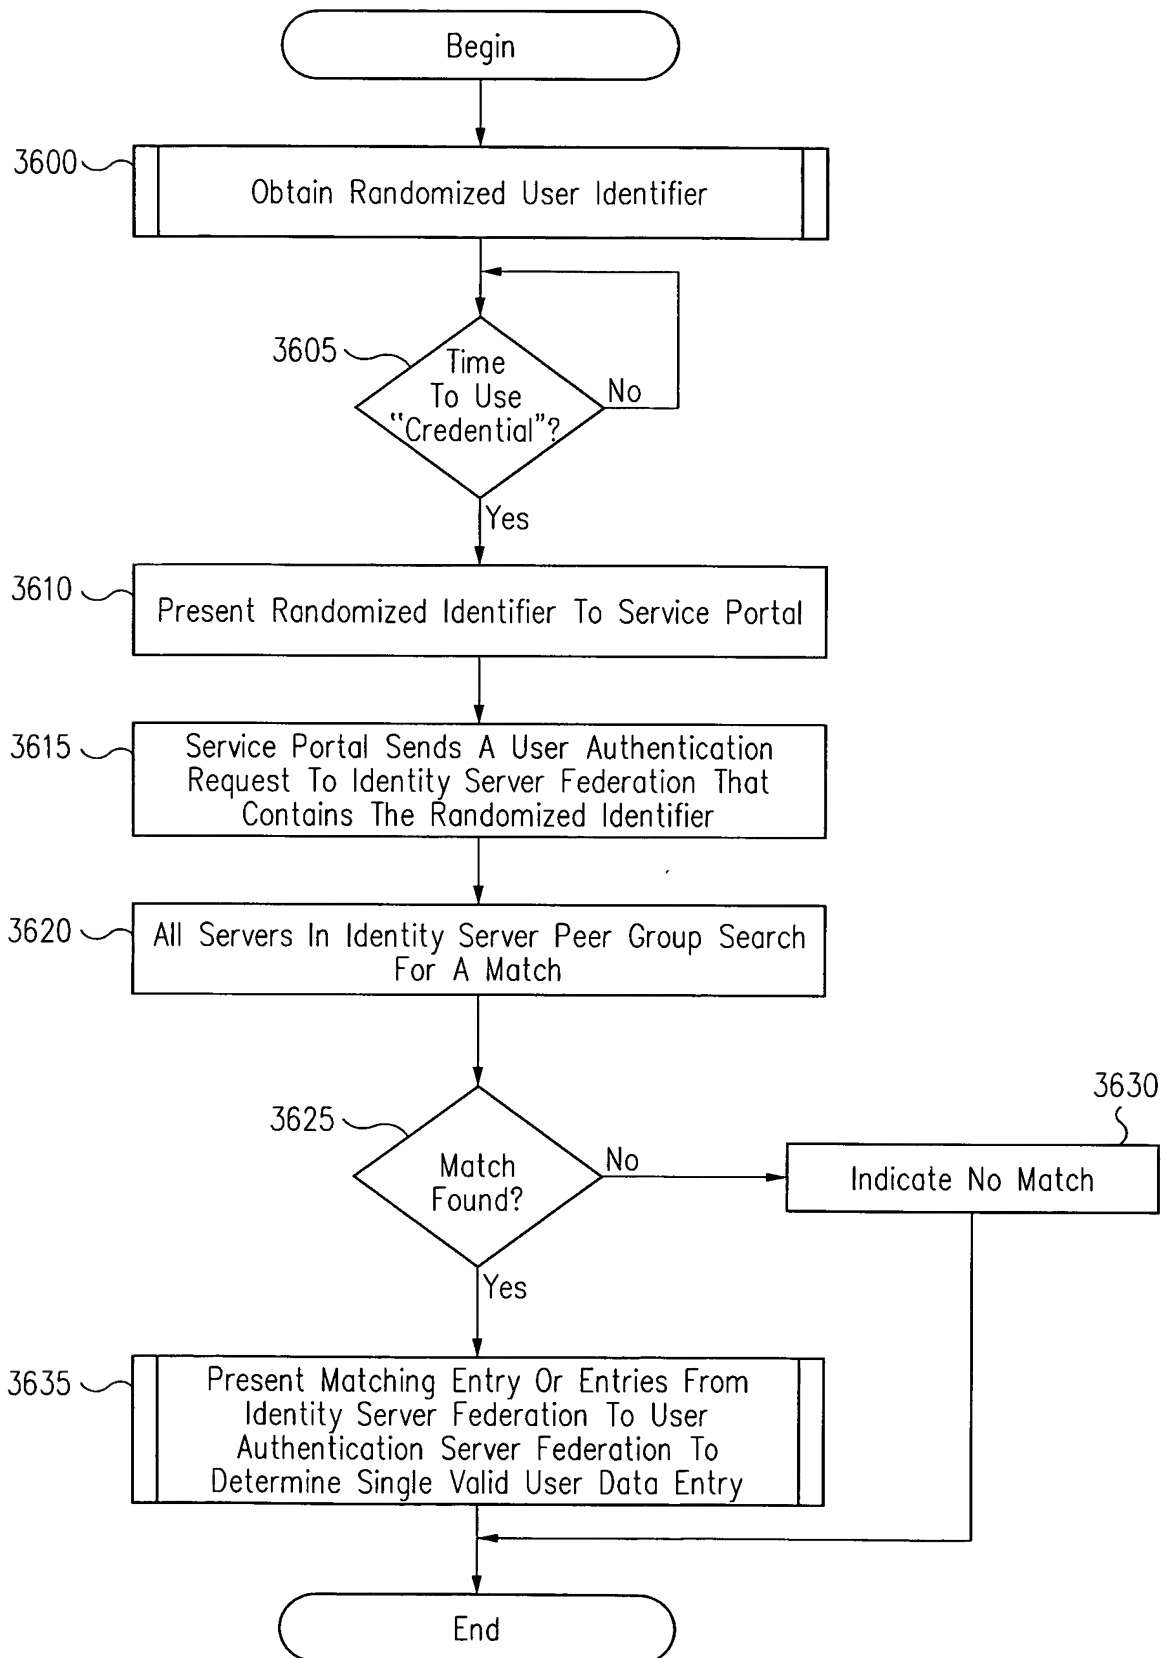 Begin
3600
Obtain Randomized User Identifier
3605
Time
To Use
"Credential"?
No
Yes
3610
Present Randomized Identifier To Service Portal
3615
Service Portal Sends A User Authentication
Request To Identity Server Federation That
Contains The Randomized Identifier
3620
All Servers In Identity Server Peer Group Search
For A Match
3625
Match
Found?
No
3630
Indicate No Match
Yes
3635
Present Matching Entry Or Entries From
Identity Server Federation To User
Authentication Server Federation To
Determine Single Valid User Data Entry
End